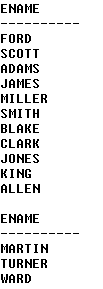 ENAME
----------
FORD
SCOTT
ADAMS
JAMES
MILLER
SMITH
BLAKE
CLARK
JONES
KING
ALLEN

ENAME
----------
MARTIN
TURNER
WARD